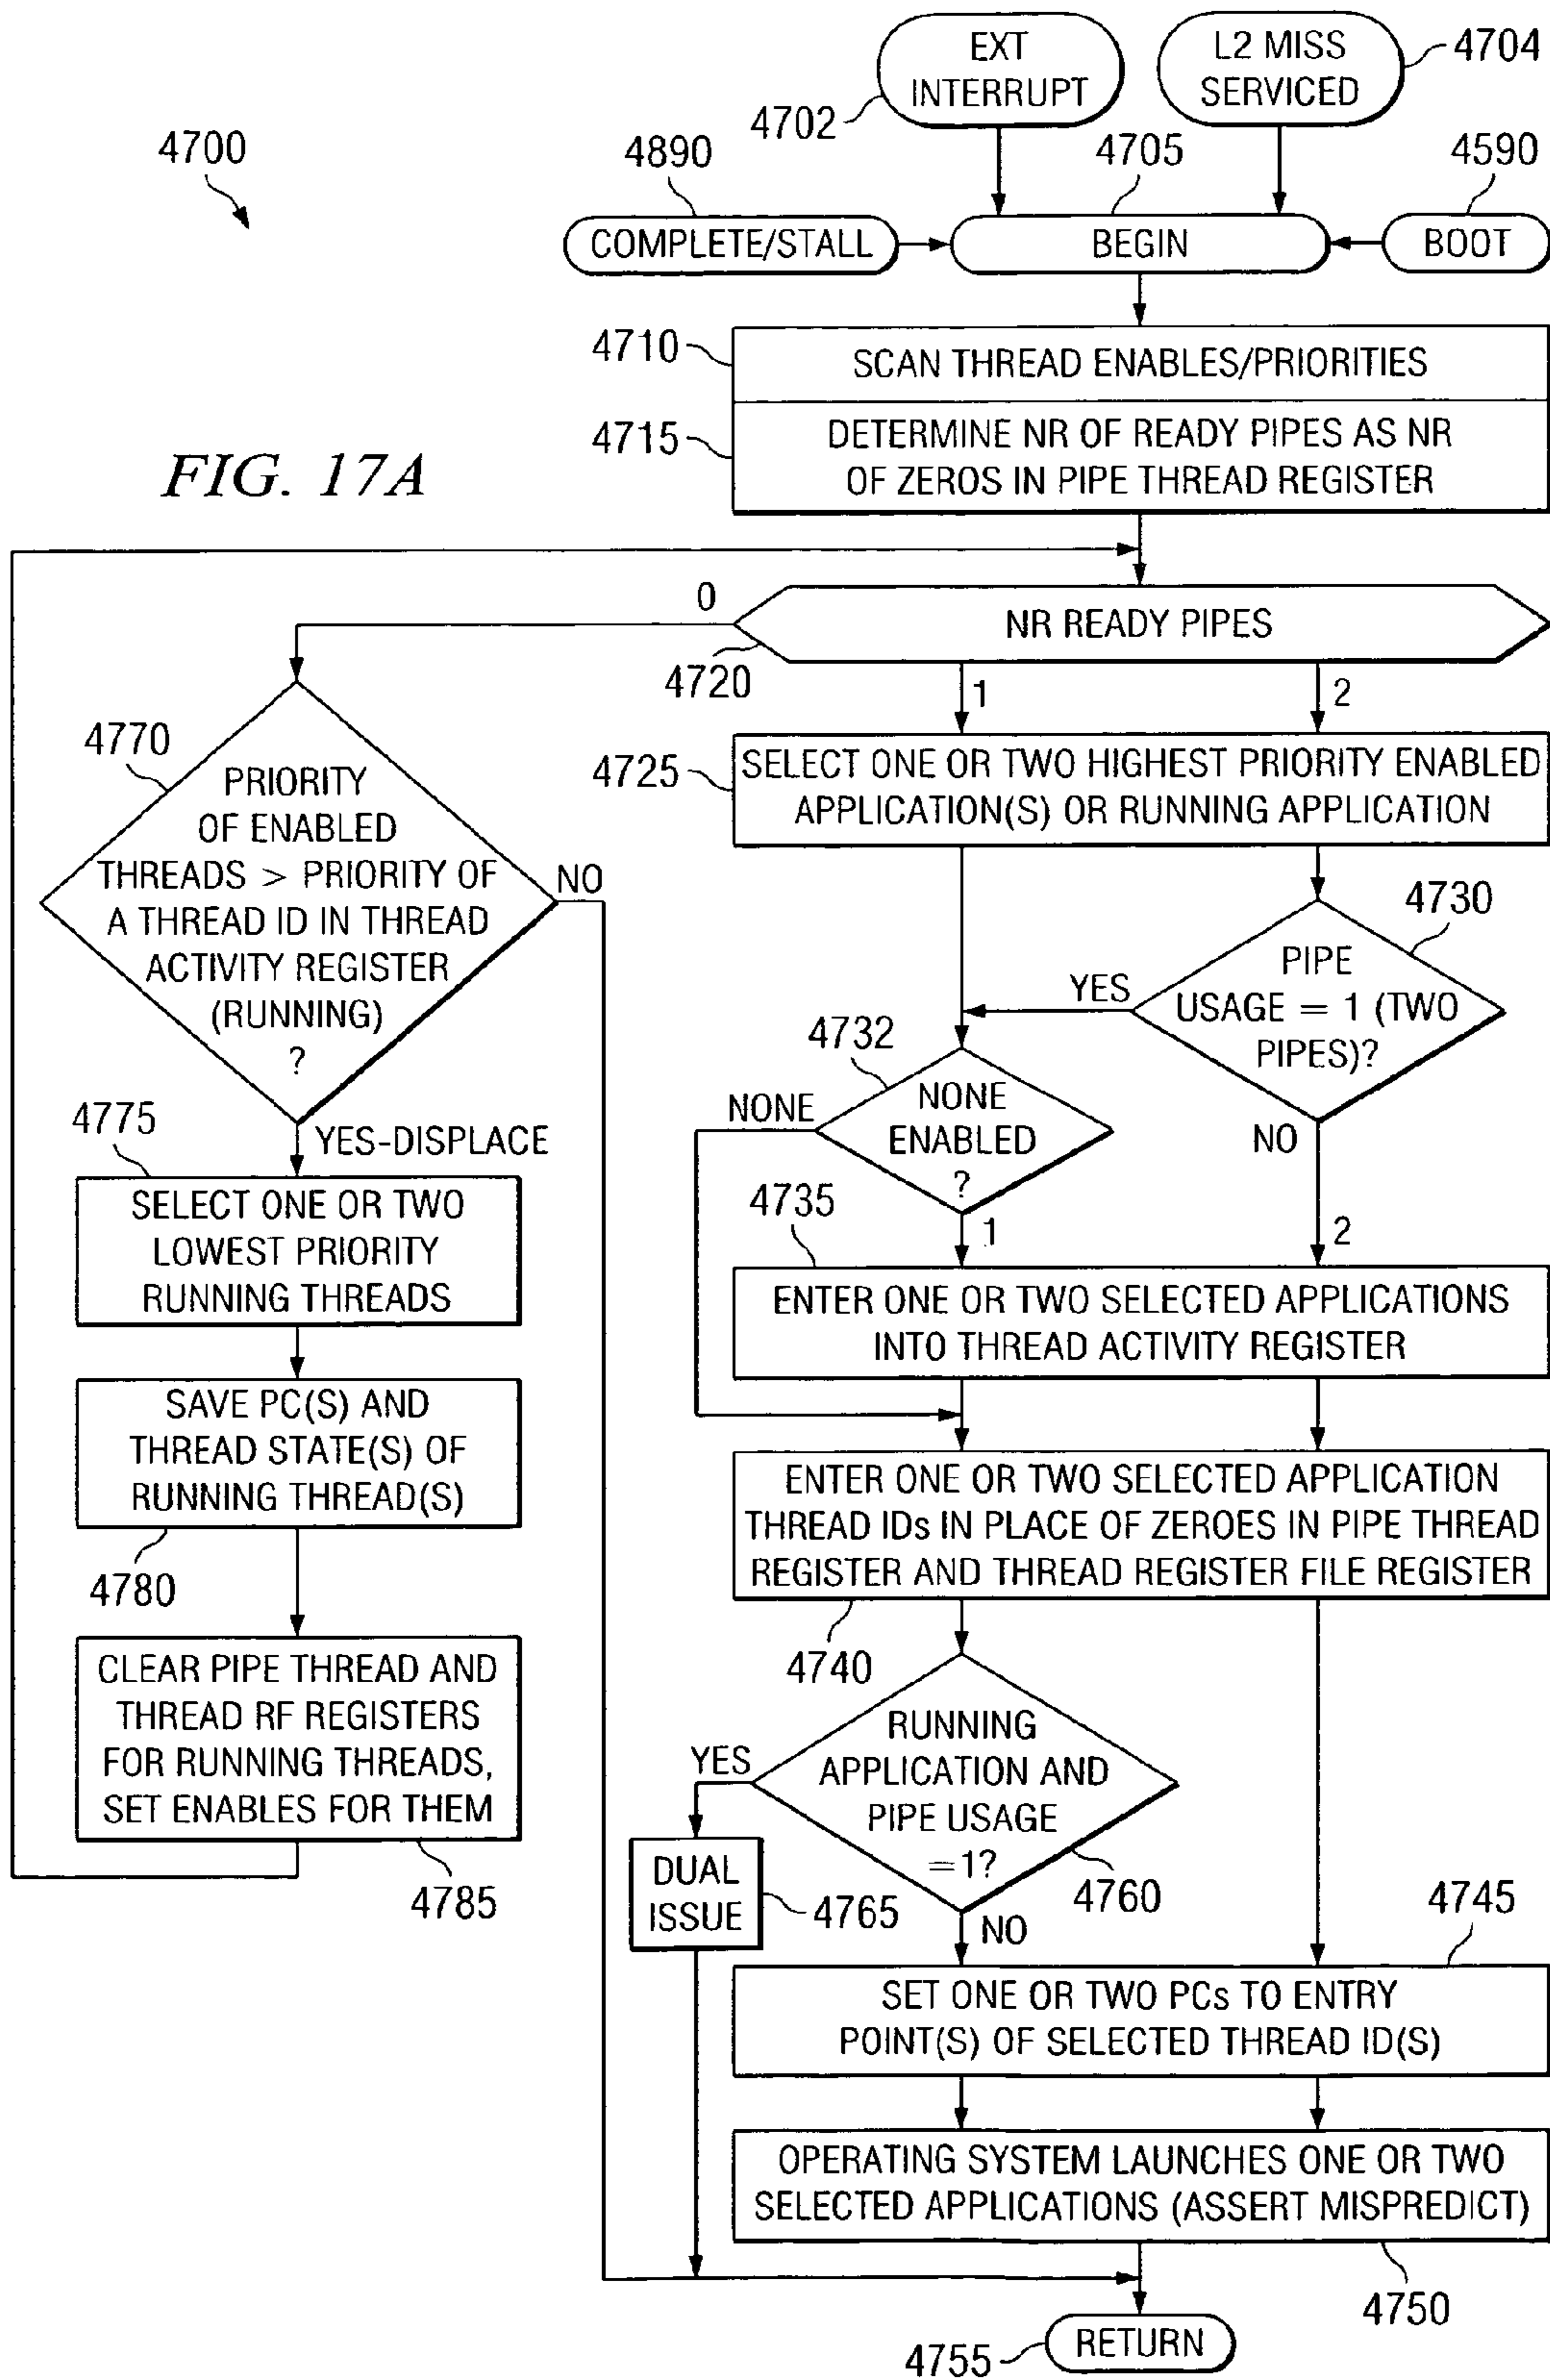 EXT
INTERRUPT
4702
L2 MISS
SERVICED
4704
4700
4890
COMPLETE/STALL
4705
BEGIN
4590
BOOT
4710
SCAN THREAD ENABLES/PRIORITIES
4715
DETERMINE NR OF READY PIPES AS NR
OF ZEROS IN PIPE THREAD REGISTER
FIG. 17A
0
NR READY PIPES
4720
1
2
4770
PRIORITY
OF ENABLED
THREADS > PRIORITY OF
A THREAD ID IN THREAD
ACTIVITY REGISTER
(RUNNING)
?
NO
YES-DISPLACE
4725
SELECT ONE OR TWO HIGHEST PRIORITY ENABLED
APPLICATION(S) OR RUNNING APPLICATION
4730
PIPE
USAGE = 1 (TWO
PIPES)?
YES
NO
4732
NONE
ENABLED
?
NONE
1
2
4735
ENTER ONE OR TWO SELECTED APPLICATIONS
INTO THREAD ACTIVITY REGISTER
4775
SELECT ONE OR TWO
LOWEST PRIORITY
RUNNING THREADS
SAVE PC(S) AND
THREAD STATE(S) OF
RUNNING THREAD(S)
4780
CLEAR PIPE THREAD AND
THREAD RF REGISTERS
FOR RUNNING THREADS,
SET ENABLES FOR THEM
4785
ENTER ONE OR TWO SELECTED APPLICATION
THREAD IDs IN PLACE OF ZEROES IN PIPE THREAD
REGISTER AND THREAD REGISTER FILE REGISTER
4740
RUNNING
APPLICATION AND
PIPE USAGE
=1?
YES
4760
NO
DUAL
ISSUE
4765
4745
SET ONE OR TWO PCs TO ENTRY
POINT(S) OF SELECTED THREAD ID(S)
OPERATING SYSTEM LAUNCHES ONE OR TWO
SELECTED APPLICATIONS (ASSERT MISPREDICT)
4750
4755
RETURN